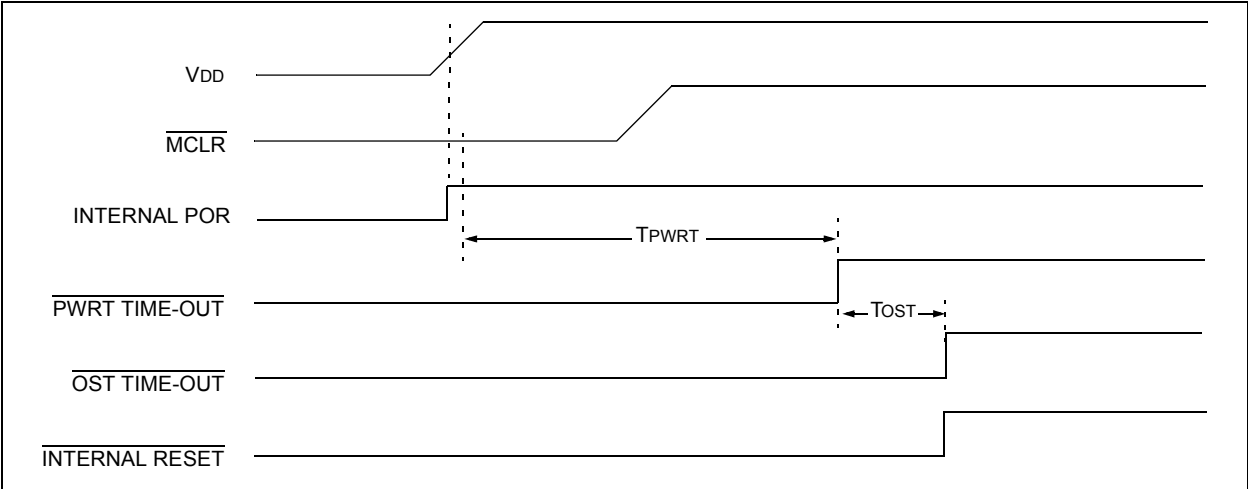 VDD
MCLR
INTERNAL POR
TPWRT
PWRT TIME-OUT
TOST
OST TIME-OUT
INTERNAL RESET